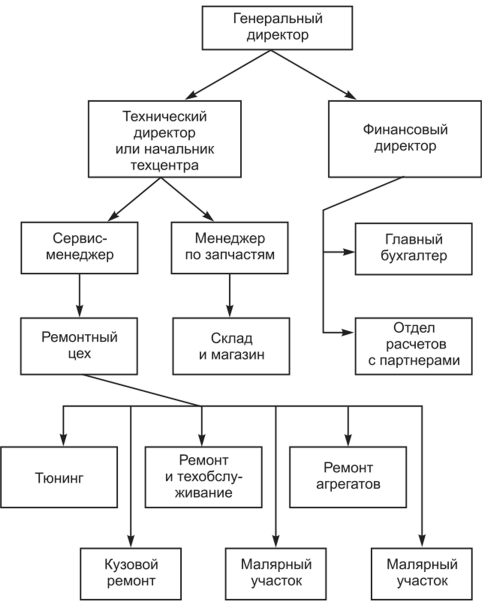 Генеральный
директор
Технический
директор
или начальник
техцентра
Финансовый
директор
Сервис-
менеджер
Менеджер
по запчастям
Главный
бухгалтер
Ремонтный
цех
Склад
и магазин
Отдел
расчетов
с партнерами
Тюнинг
Ремонт
и техобслу-
живание
Ремонт
агрегатов
Кузовой
ремонт
Малярный
участок
Малярный
участок